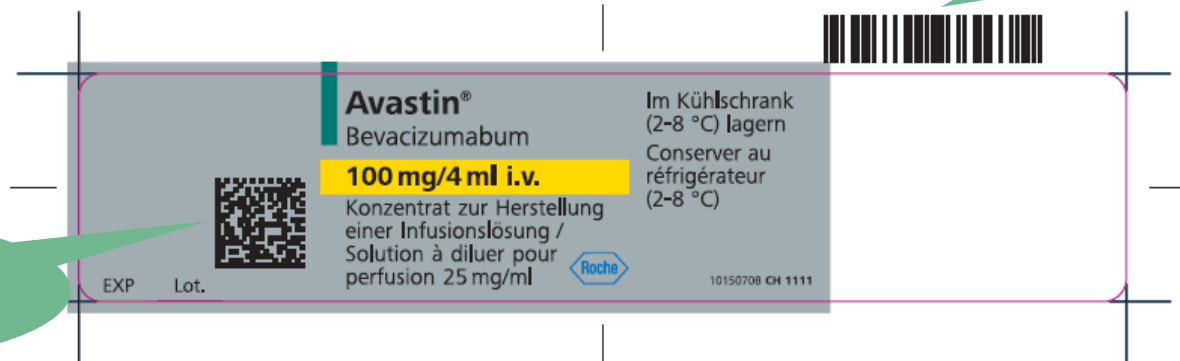 Avastin®
Bevacizumabum
100 mg/4 ml i.v.
Konzentrat zur Herstellung
einer Infusionslösung /
Solution à diluer pour
perfusion 25 mg/ml
Roche
Im Kühlschrank
(2-8 °C) lagern
Conserver au
réfrigérateur
(2-8 °C)
10150708 CH 1111
EXP Lot.